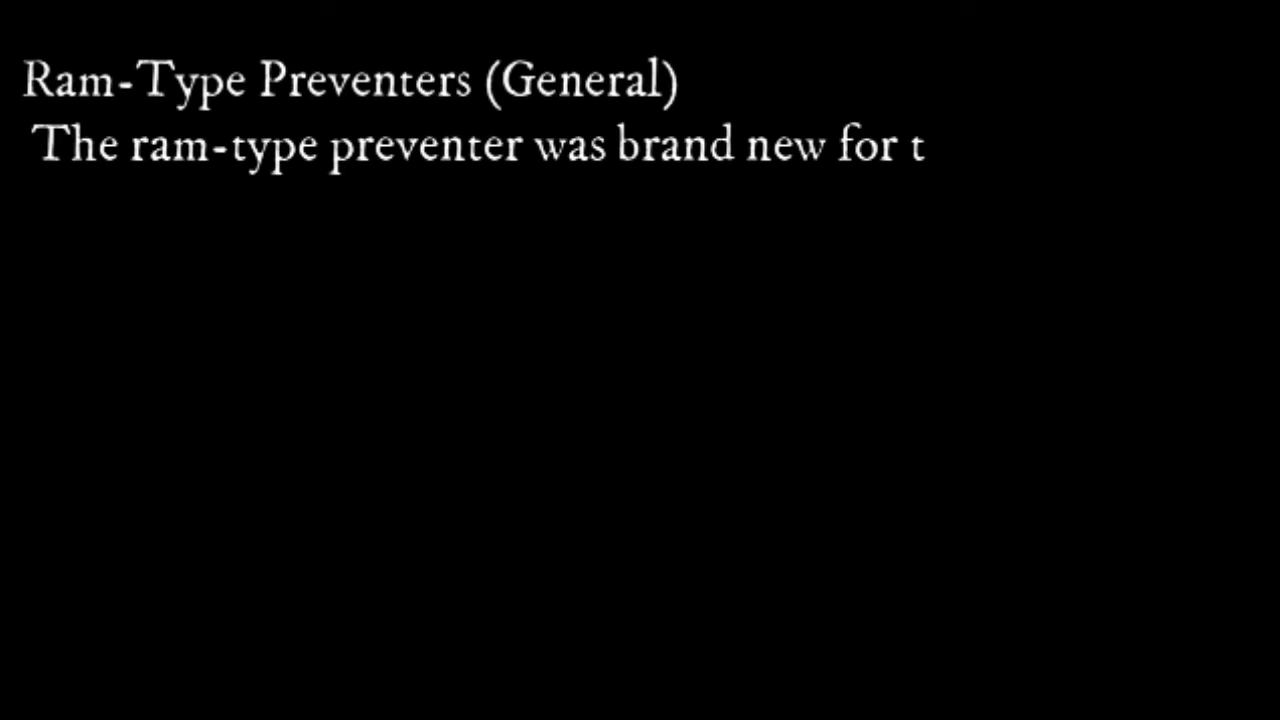 Ram-Type Preventers (General)
The ram-type preventer was brand new for t